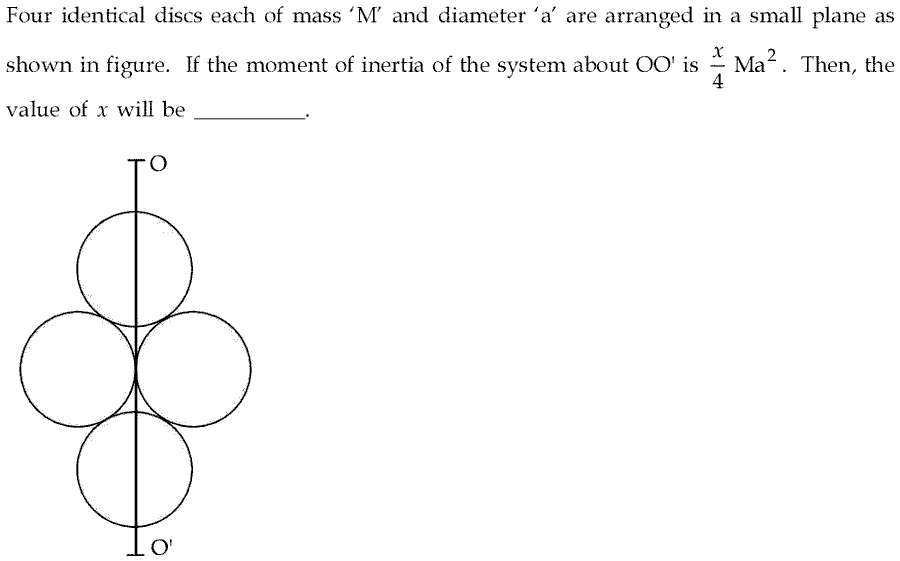 Four identical discs each of mass ‘M’ and diameter ‘a’ are arranged in a small plane as
shown in figure. If the moment of inertia of the system about OO' is x/4 Ma². Then, the
value of x will be __________.
O
O'